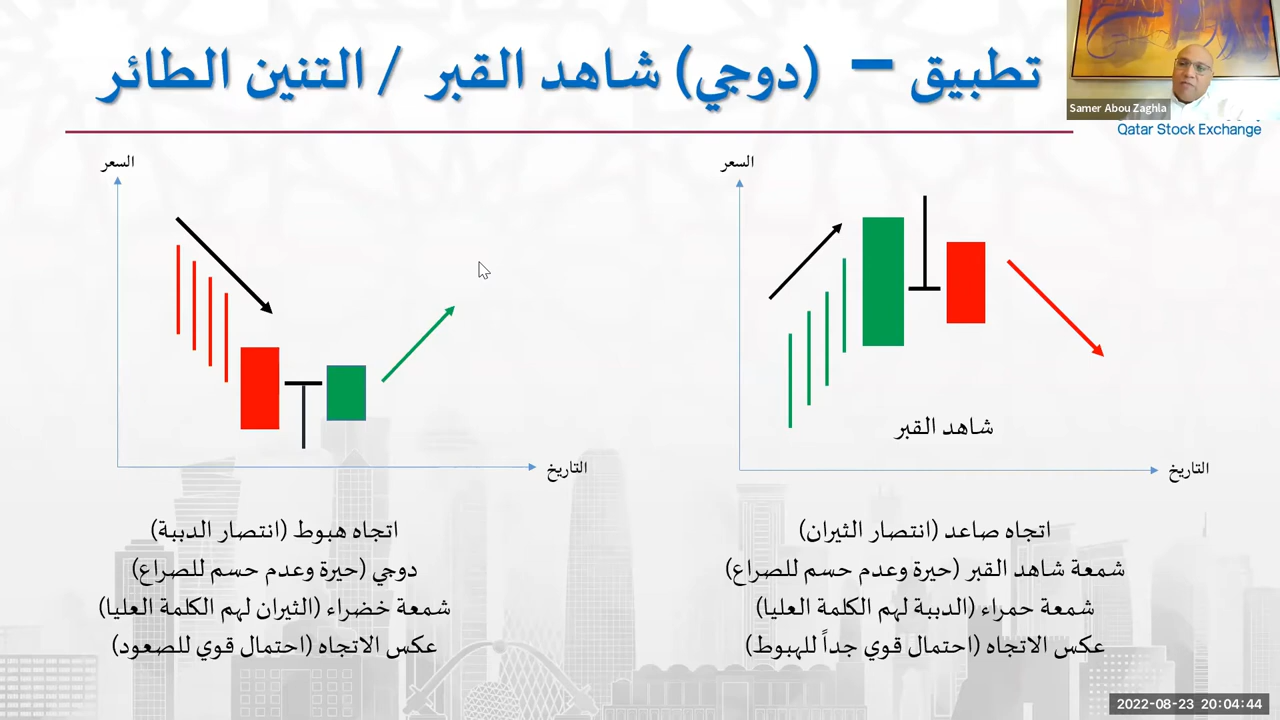 تطبيق – (دوجي) شاهد القبر / التنين الطائر
Samer Abou Zaghla
Qatar Stock Exchange
السعر
شاهد القبر
التاريخ
اتجاه صاعد (انتصار الثيران)
شمعة شاهد القبر (حيرة وعدم حسم للصراع)
شمعة حمراء (الدببة لهم الكلمة العليا)
عكس الاتجاه (احتمال قوي جداً للهبوط)
السعر
التاريخ
اتجاه هبوط (انتصار الدببة)
دوجي (حيرة وعدم حسم للصراع)
شمعة خضراء (الثيران لهم الكلمة العليا)
عكس الاتجاه (احتمال قوي للصعود)
2022-08-23 20:04:44